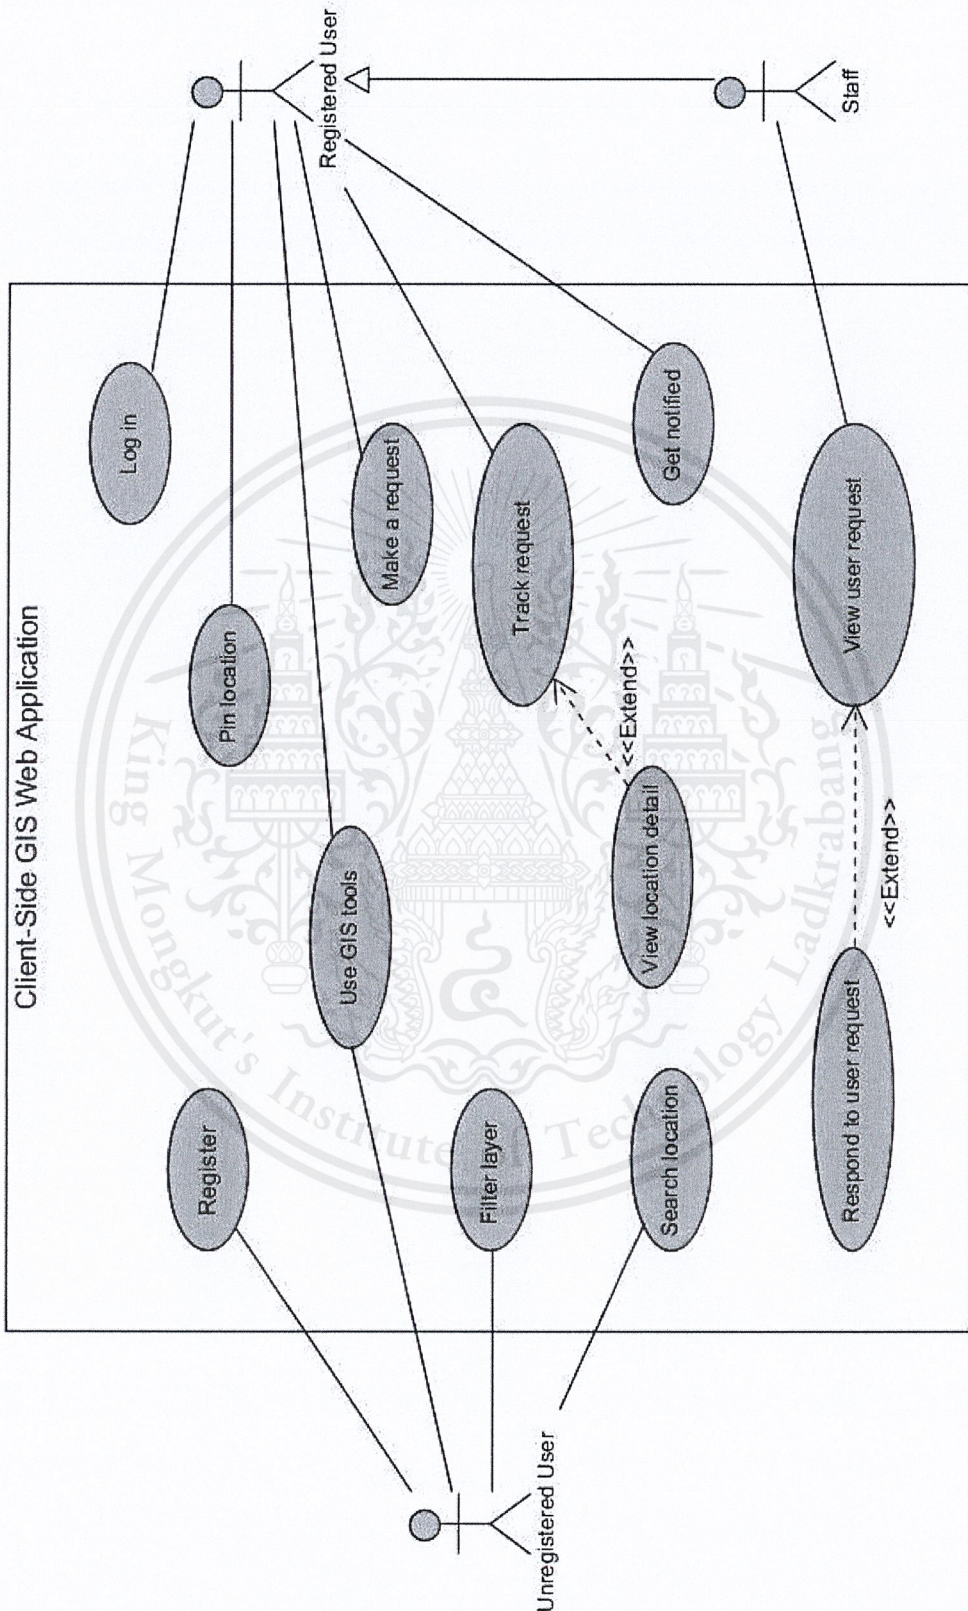 Client-Side GIS Web Application
Unregistered User
Register
Use GIS tools
Filter layer
Search location
Respond to user request
<<Extend>>
View location detail
<<Extend>>
Pin location
Log in
Make a request
Track request
Get notified
View user request
Registered User
Staff
King Mongkut's Institute of Technology Ladkrabang